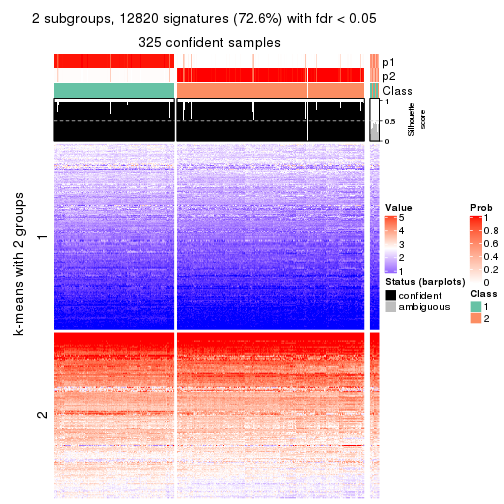 2 subgroups, 12820 signatures (72.6%) with fdr < 0.05
325 confident samples
p1
p2
Class
1
0.5
0
Silhouette
score
k-means with 2 groups
1
2
Value
5
4
3
2
1
Status (barplots)
confident
ambiguous
Prob
1
0.8
0.6
0.4
0.2
0
Class
1
2